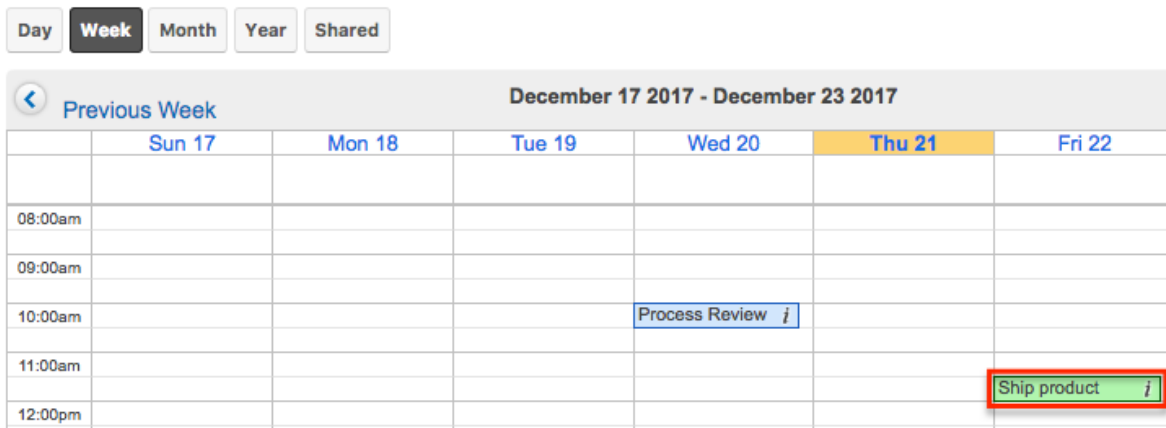 Day Week Month Year Shared
Previous Week December 17 2017 - December 23 2017
Sun 17 Mon 18 Tue 19 Wed 20 Thu 21 Fri 22
08:00am
09:00am
10:00am Process Review i
11:00am
Ship product i
12:00pm